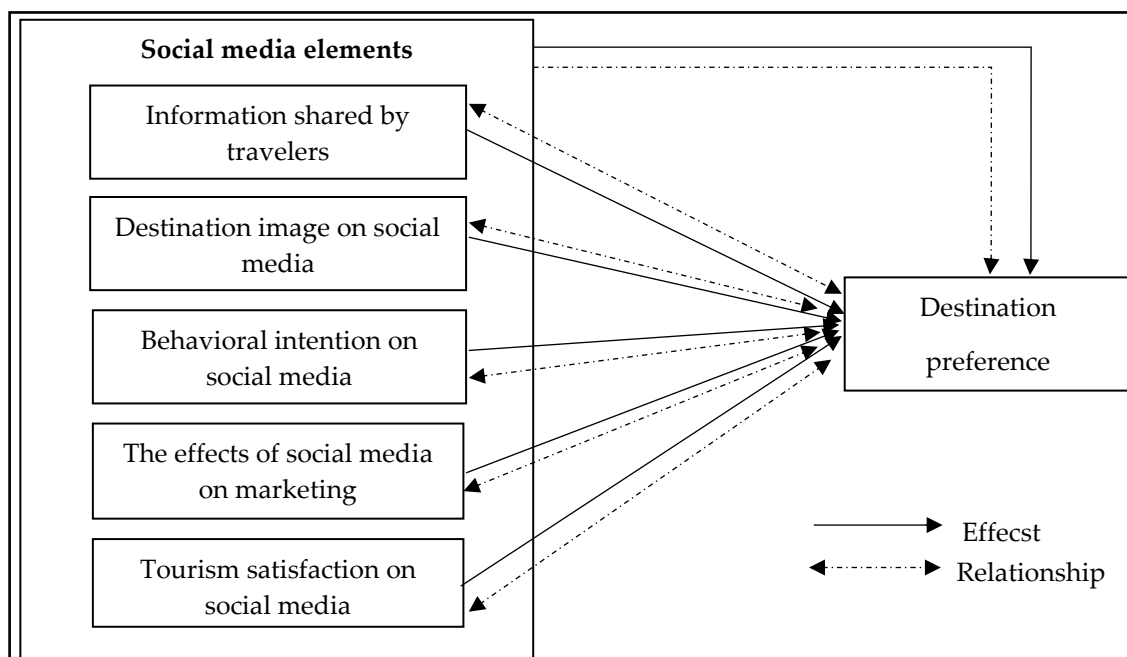 Social media elements
Information shared by
travelers
Destination image on social
media
Behavioral intention on
social media
The effects of social media
on marketing
Tourism satisfaction on
social media
Destination
preference
Effecst
Relationship